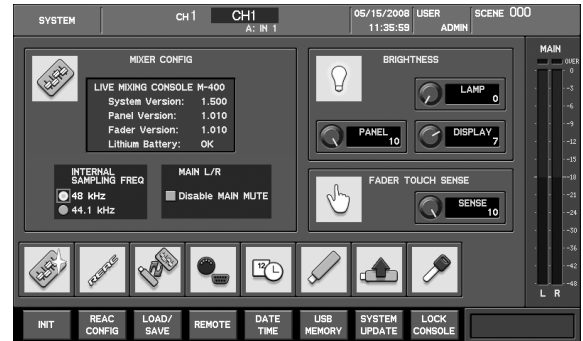 SYSTEM
CH 1
CH1
A: IN 1
05/15/2008
11:35:59
USER
ADMIN
SCENE 000
MIXER CONFIG
LIVE MIXING CONSOLE M-400
System Version: 1.500
Panel Version: 1.010
Fader Version: 1.010
Lithium Battery: OK
INTERNAL
SAMPLING FREQ
48 kHz
44.1 kHz
MAIN L/R
Disable MAIN MUTE
BRIGHTNESS
LAMP
0
PANEL
10
DISPLAY
7
FADER TOUCH SENSE
SENSE
10
MAIN
OVER
0
-3
-6
-9
-12
-15
-18
-21
-24
-30
-36
-42
-48
L R
REAC
12
INIT
REAC
CONFIG
LOAD/
SAVE
REMOTE
DATE
TIME
USB
MEMORY
SYSTEM
UPDATE
LOCK
CONSOLE